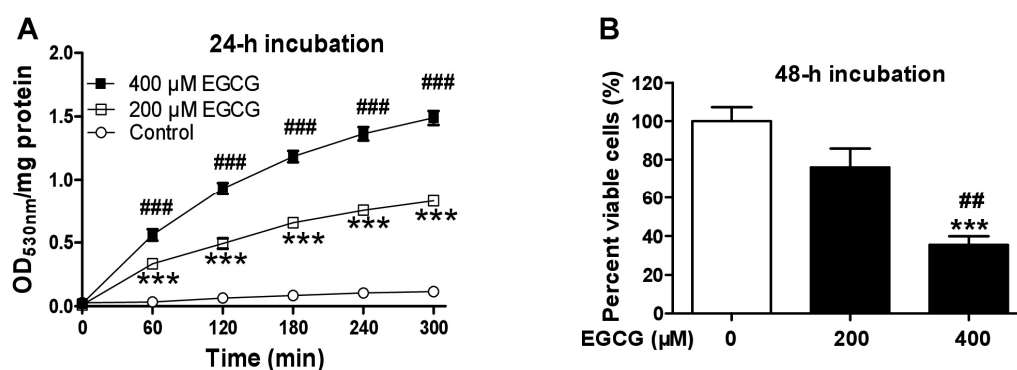 A
24-h incubation
OD530nm/mg protein
2.0
1.5
1.0
0.5
0.0
400 µM EGCG
200 µM EGCG
Control
###
###
###
###
###
***
***
***
***
***
0 60 120 180 240 300
Time (min)
B
48-h incubation
Percent viable cells (%)
120
100
80
60
40
20
0
##
***
EGCG (µM) 0 200 400